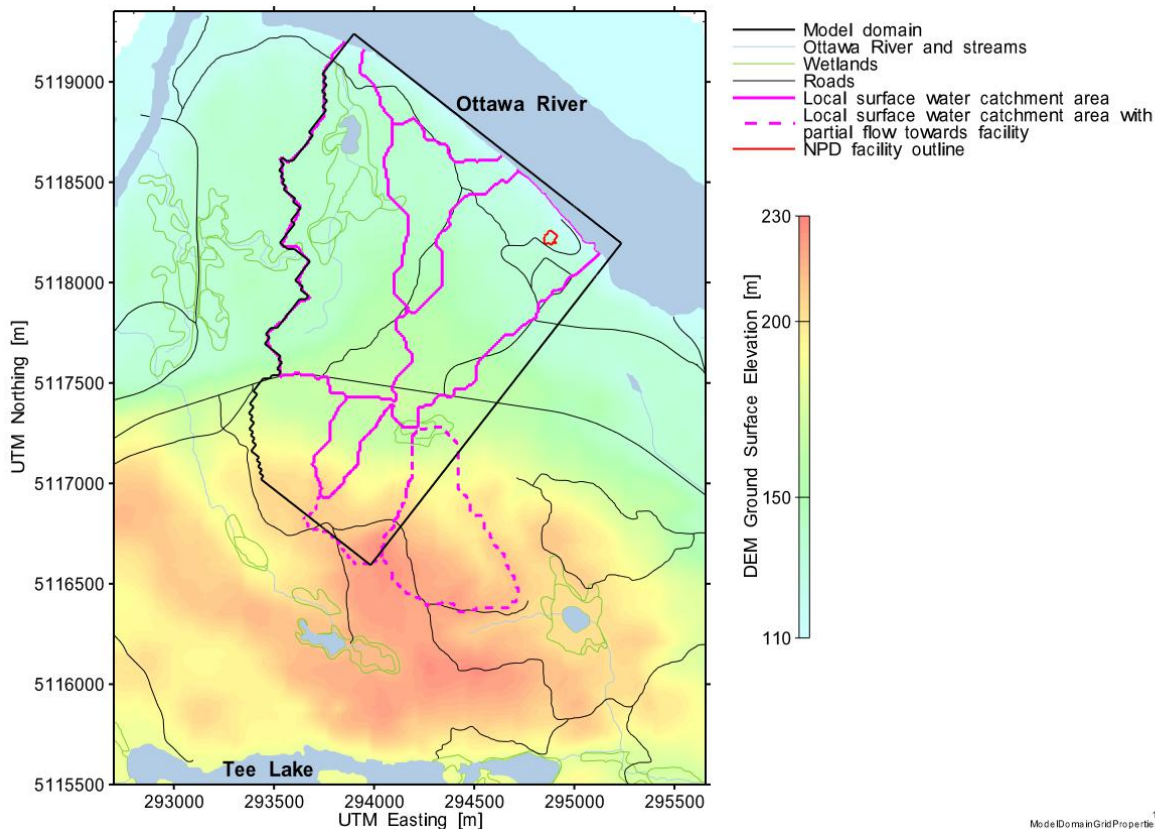 Ottawa River
Tee Lake
5119000
5118500
5118000
5117500
5117000
5116500
5116000
5115500
UTM Northing [m]
293000 293500 294000 294500 295000 295500
UTM Easting [m]
Model domain
Ottawa River and streams
Wetlands
Roads
Local surface water catchment area
Local surface water catchment area with
partial flow towards facility
NPD facility outline
230
200
150
110
DEM Ground Surface Elevation [m]
1
ModelDomainGridPropertie